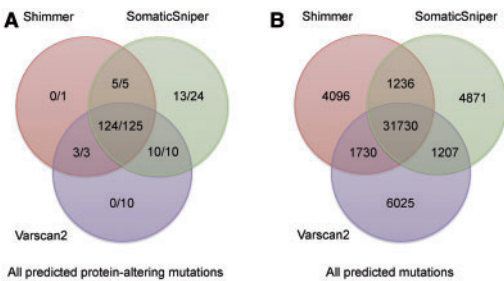 A
Shimmer
SomaticSniper
0/1
5/5
13/24
124/125
3/3
10/10
0/10
Varscan2
All predicted protein-altering mutations
B
Shimmer
SomaticSniper
4096
1236
4871
31730
1730
1207
6025
Varscan2
All predicted mutations